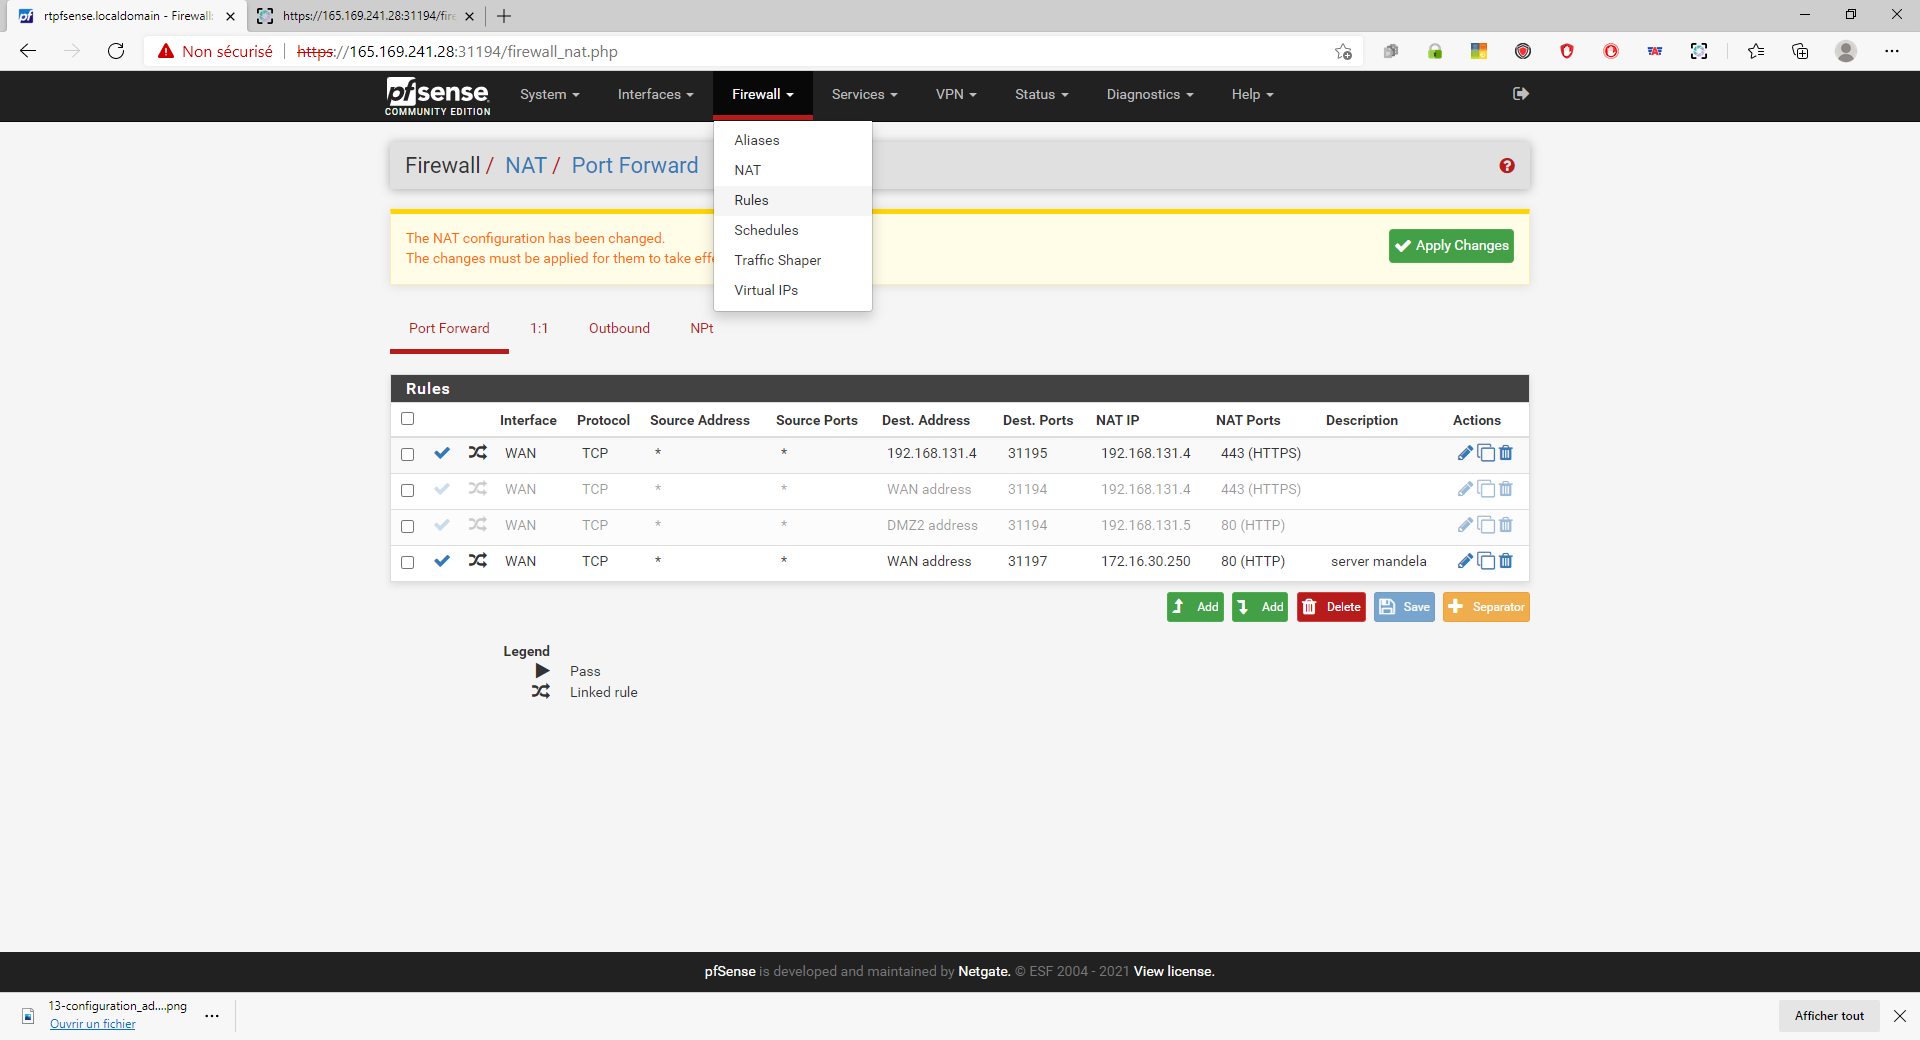 rtpfsense.localdomain - Firewall:
https://165.169.241.28:31194/fire
Non sécurisé
https://165.169.241.28:31194/firewall_nat.php
pfsense
COMMUNITY EDITION
System
Interfaces
Firewall
Services
VPN
Status
Diagnostics
Help
Aliases
NAT
Rules
Schedules
Traffic Shaper
Virtual IPs
Firewall / NAT / Port Forward
The NAT configuration has been changed.
The changes must be applied for them to take effe
Apply Changes
Port Forward
1:1
Outbound
NPt
Rules
Interface Protocol Source Address Source Ports Dest. Address Dest. Ports NAT IP NAT Ports Description Actions
WAN TCP * * 192.168.131.4 31195 192.168.131.4 443 (HTTPS)
WAN TCP * * WAN address 31194 192.168.131.4 443 (HTTPS)
WAN TCP * * DMZ2 address 31194 192.168.131.5 80 (HTTP)
WAN TCP * * WAN address 31197 172.16.30.250 80 (HTTP) server mandela
Add
Add
Delete
Save
Separator
Legend
Pass
Linked rule
pfSense is developed and maintained by Netgate. © ESF 2004 - 2021 View license.
13-configuration_ad....png
Ouvrir un fichier
Afficher tout